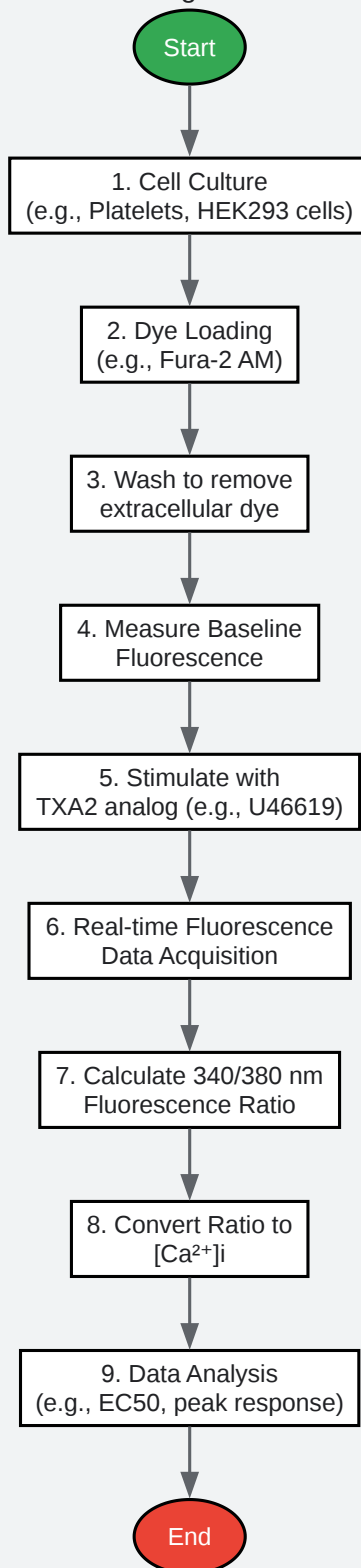 Start
1. Cell Culture
(e.g., Platelets, HEK293 cells)
2. Dye Loading
(e.g., Fura-2 AM)
3. Wash to remove
extracellular dye
4. Measure Baseline
Fluorescence
5. Stimulate with
TXA2 analog (e.g., U46619)
6. Real-time Fluorescence
Data Acquisition
7. Calculate 340/380 nm
Fluorescence Ratio
8. Convert Ratio to
[Ca²⁺]i
9. Data Analysis
(e.g., EC50, peak response)
End